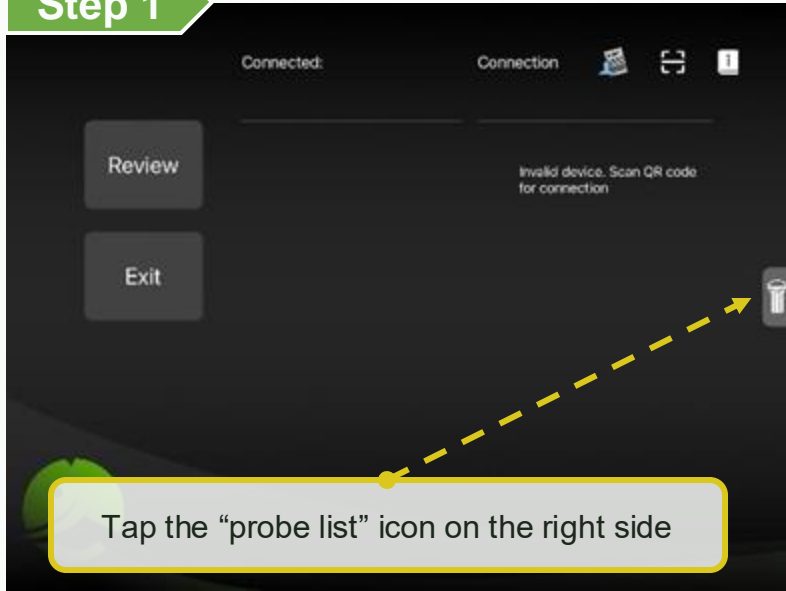 Step 1
Connected:
Connection
1
Review
Invalid device. Scan QR code
for connection
Exit
Tap the “probe list” icon on the right side